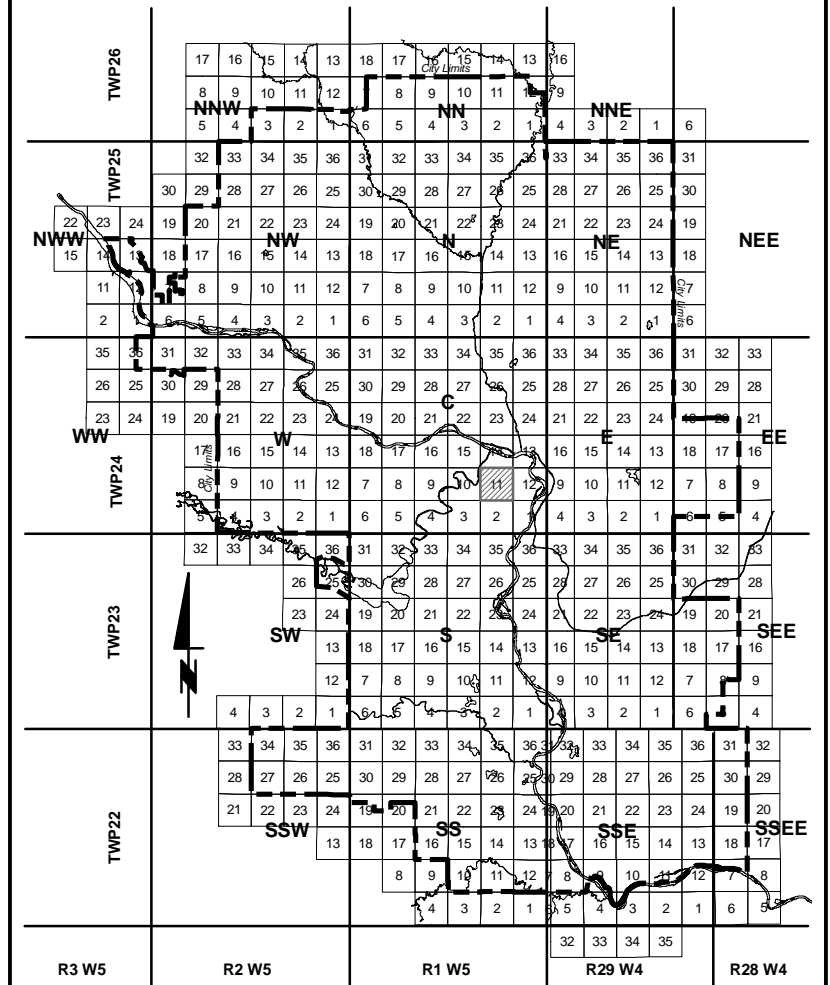 TWP26
17 16 15 14 13 18 17 16 15 14 13 16
City Limits
8 9 10 11 12 8 9 10 11 12 9
NNW NN NNE
5 4 3 2 1 6 5 4 3 2 1 4 3 2 1 6
TWP25
32 33 34 35 36 31 32 33 34 35 36 33 34 35 36 31
30 29 28 27 26 25 30 29 28 27 26 25 28 27 26 25 30
22 23 24 19 20 21 22 23 24 19 20 21 22 23 24 21 22 23 24 19
NWW NW N NE NEE
15 14 13 18 17 16 15 14 13 18 17 16 15 14 13 16 15 14 13 18
11 12 8 9 10 11 12 7 8 9 10 11 12 9 10 11 12 7
City Limits
2 6 5 4 3 2 1 6 5 4 3 2 1 4 3 2 1 6
TWP24
35 36 31 32 33 34 35 36 31 32 33 34 35 36 33 34 35 36 31 32 33
26 25 30 29 28 27 26 25 30 29 28 27 26 25 28 27 26 25 30 29 28
C
23 24 19 20 21 22 23 24 19 20 21 22 23 24 21 22 23 24 19 20 21
WW W E EE
17 16 15 14 13 18 17 16 15 14 13 16 15 14 13 18 17 16
City Limits
8 9 10 11 12 7 8 9 10 11 12 9 10 11 12 7 8 9
5 4 3 2 1 6 5 4 3 2 1 4 3 2 1 6 5 4
TWP23
32 33 34 35 36 31 32 33 34 35 36 33 34 35 36 31 32 33
26 25 30 29 28 27 26 25 28 27 26 25 30 29 28
23 24 19 20 21 22 23 24 21 22 23 24 19 20 21
SW S SE SEE
13 18 17 16 15 14 13 16 15 14 13 18 17 16
12 7 8 9 10 11 12 9 10 11 12 7 8 9
4 3 2 1 6 5 4 3 2 1 4 3 2 1 6 4
N
TWP22
33 34 35 36 31 32 33 34 35 36 31 32 33 34 35 36 31 32
28 27 26 25 30 29 28 27 26 25 30 29 28 27 26 25 30 29
21 22 23 24 19 20 21 22 23 24 19 20 21 22 23 24 19 20
SSW SS SSE SSEE
13 18 17 16 15 14 13 18 17 16 15 14 13 18 17
8 9 10 11 12 7 8 9 10 11 12 7 8
4 3 2 1 5 4 3 2 1 6 5
32 33 34 35
R3 W5 R2 W5 R1 W5 R29 W4 R28 W4